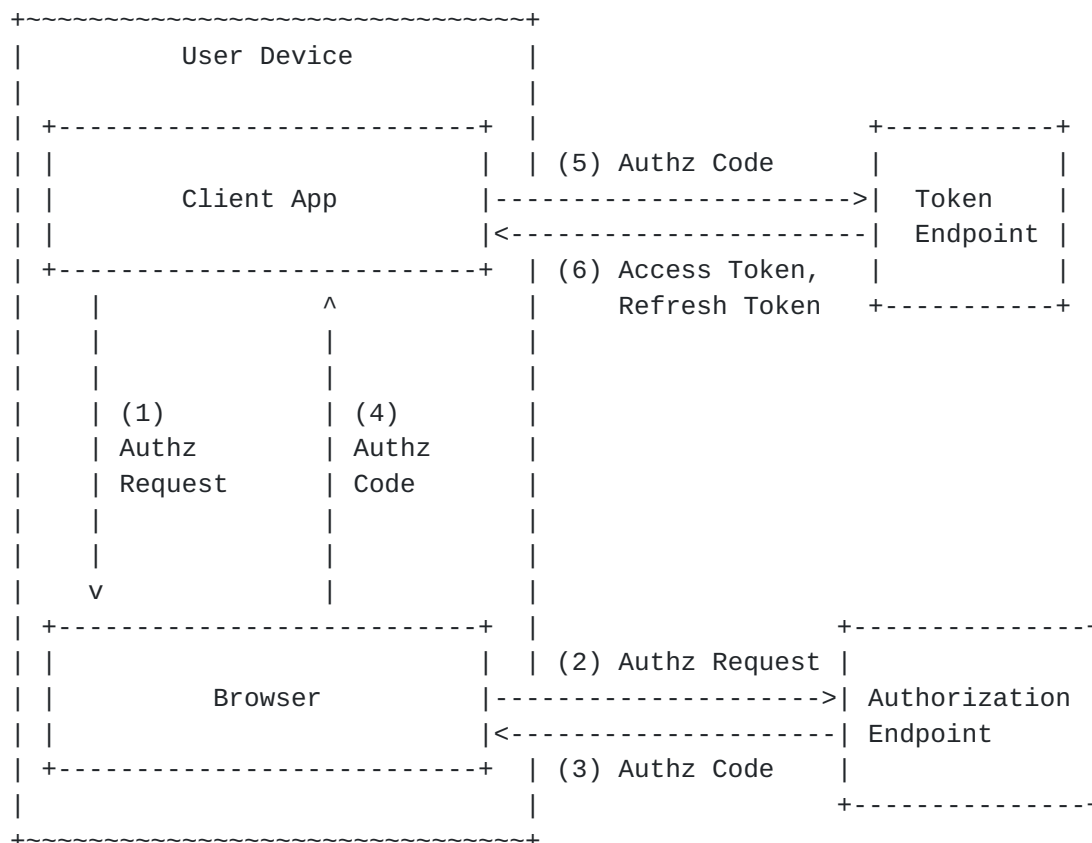 User Device
(5) Authz Code
Client App
Token
Endpoint
(6) Access Token,
Refresh Token
(1)
Authz
Request
(4)
Authz
Code
(2) Authz Request
Browser
Authorization
Endpoint
(3) Authz Code